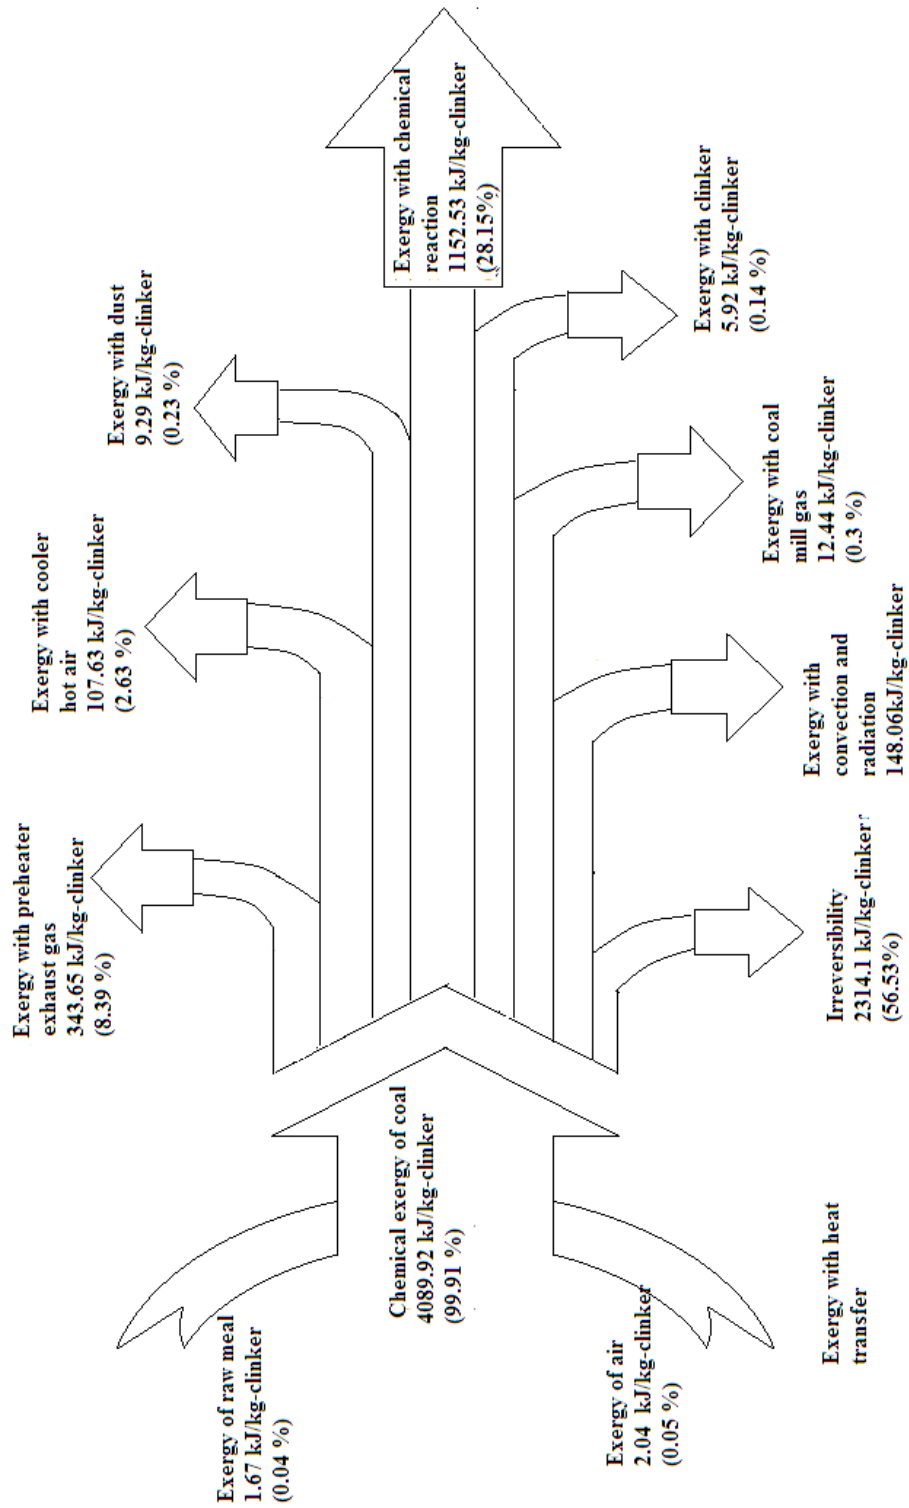 Exergy of raw meal
1.67 kJ/kg-clinker
(0.04 %)
Chemical exergy of coal
4089.92 kJ/kg-clinker
(99.91 %)
Exergy of air
2.04 kJ/kg-clinker
(0.05 %)
Exergy with heat
transfer
Exergy with preheater
exhaust gas
343.65 kJ/kg-clinker
(8.39 %)
Exergy with cooler
hot air
107.63 kJ/kg-clinker
(2.63 %)
Exergy with dust
9.29 kJ/kg-clinker
(0.23 %)
Exergy with chemical
reaction
1152.53 kJ/kg-clinker
(28.15%)
Irreversibility
2314.1 kJ/kg-clinker
(56.53%)
Exergy with
convection and
radiation
148.06kJ/kg-clinker
Exergy with coal
mill gas
12.44 kJ/kg-clinker
(0.3 %)
Exergy with clinker
5.92 kJ/kg-clinker
(0.14 %)